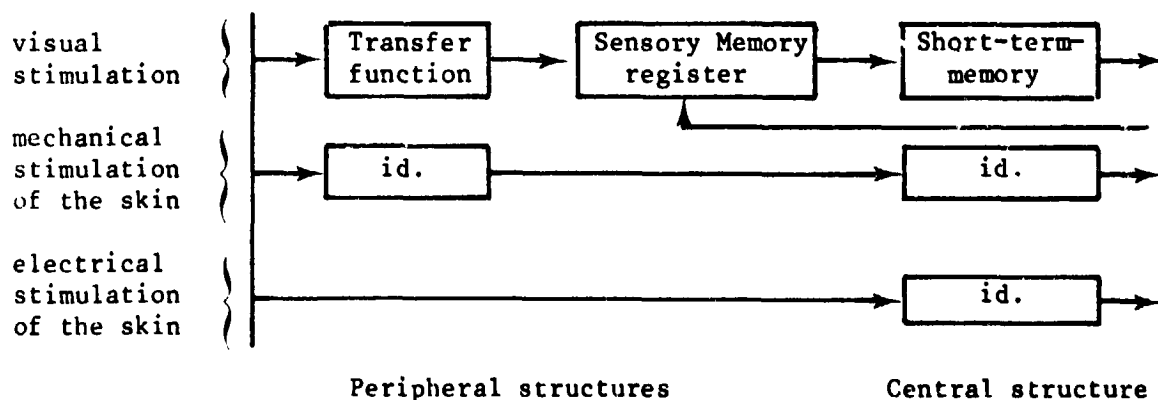 visual
stimulation
Transfer
function
Sensory Memory
register
Short-term-
memory
mechanical
stimulation
of the skin
id.
id.
electrical
stimulation
of the skin
id.
Peripheral structures
Central structure